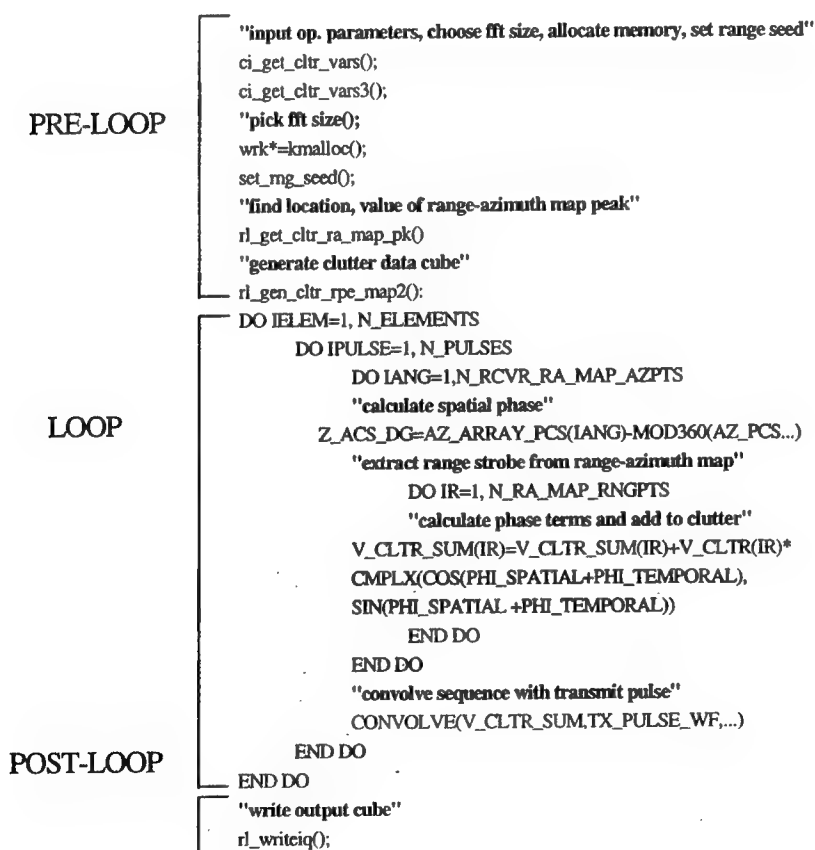 "input op. parameters, choose fft size, allocate memory, set range seed"
ci_get_cltr_vars();
ci_get_cltr_vars3();
PRE-LOOP
"pick fft size();
wrk*=kmalloc();
set_rng_seed();
"find location, value of range-azimuth map peak"
rl_get_cltr_ra_map_pk()
"generate clutter data cube"
rl_gen_cltr_rpe_map2():
DO IELEM=1, N_ELEMENTS
DO IPULSE=1, N_PULSES
DO IANG=1,N_RCVR_RA_MAP_AZPTS
"calculate spatial phase"
LOOP
Z_ACS_DG=AZ_ARRAY_PCS(IANG)-MOD360(AZ_PCS...)
"extract range strobe from range-azimuth map"
DO IR=1, N_RA_MAP_RNGPTS
"calculate phase terms and add to clutter"
V_CLTR_SUM(IR)=V_CLTR_SUM(IR)+V_CLTR(IR)*
CMPLX(COS(PHI_SPATIAL+PHI_TEMPORAL),
SIN(PHI_SPATIAL +PHI_TEMPORAL))
END DO
END DO
"convolve sequence with transmit pulse"
CONVOLVE(V_CLTR_SUM,TX_PULSE_WF,...)
END DO
POST-LOOP
END DO
"write output cube"
rl_writeiq();